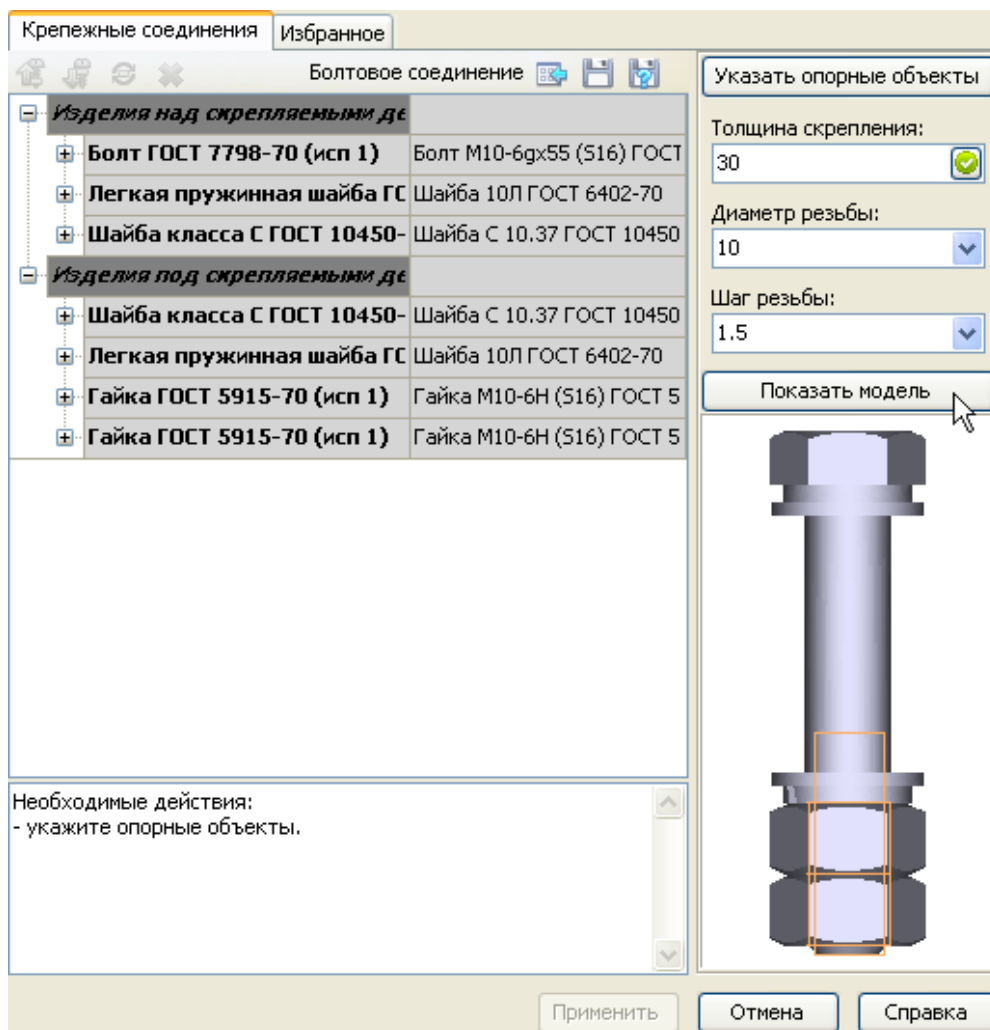 Крепежные соединения
Избранное
Болтовое соединение
Изделия над скрепляемыми де
Болт ГОСТ 7798-70 (исп 1) Болт М10-6gx55 (S16) ГОСТ
Легкая пружинная шайба ГС Шайба 10Л ГОСТ 6402-70
Шайба класса С ГОСТ 10450- Шайба С 10.37 ГОСТ 10450
Изделия под скрепляемыми де
Шайба класса С ГОСТ 10450- Шайба С 10.37 ГОСТ 10450
Легкая пружинная шайба ГС Шайба 10Л ГОСТ 6402-70
Гайка ГОСТ 5915-70 (исп 1) Гайка М10-6Н (S16) ГОСТ 5
Гайка ГОСТ 5915-70 (исп 1) Гайка М10-6Н (S16) ГОСТ 5
Необходимые действия:
- укажите опорные объекты.
Указать опорные объекты
Толщина скрепления:
30
Диаметр резьбы:
10
Шаг резьбы:
1.5
Показать модель
Применить
Отмена
Справка